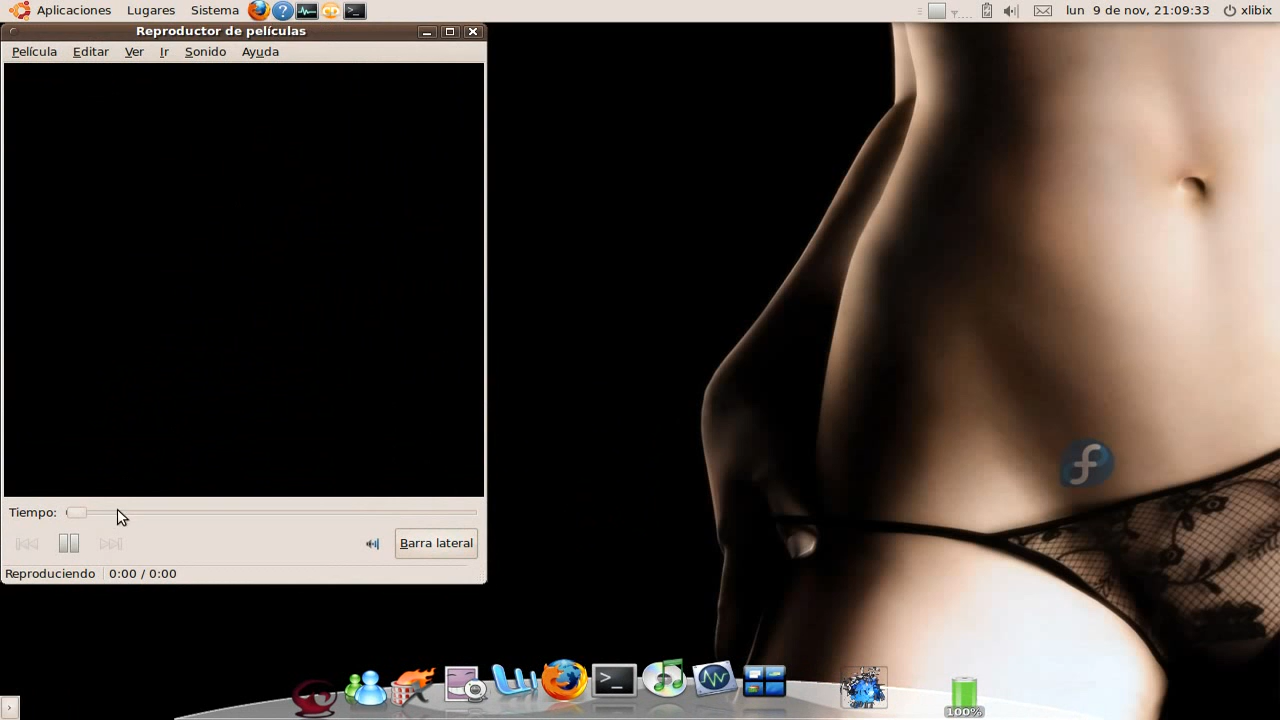 Aplicaciones Lugares Sistema
lun 9 de nov, 21:09:33 xlibix
Reproductor de películas
Película Editar Ver Ir Sonido Ayuda
Tiempo:
Barra lateral
Reproduciendo 0:00 / 0:00
100%